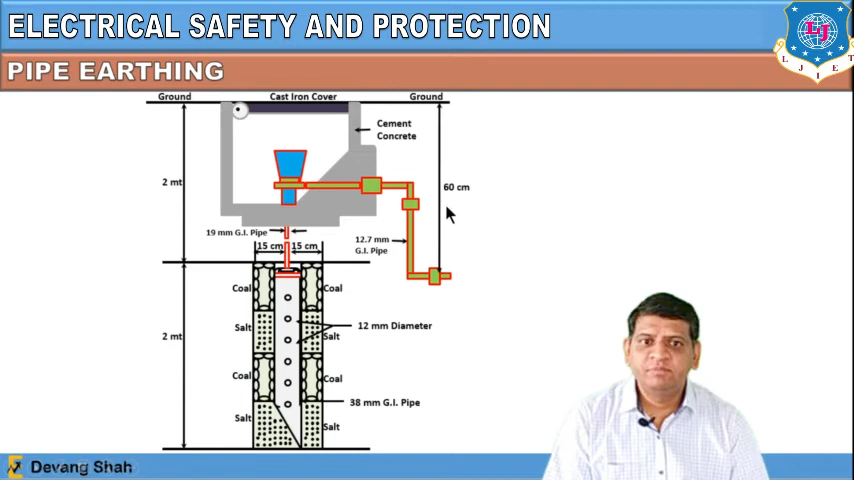 ELECTRICAL SAFETY AND PROTECTION
LJ
L J I E T
PIPE EARTHING
Ground
Cast Iron Cover
Ground
Cement
Concrete
2 mt
60 cm
19 mm G.I. Pipe
15 cm
15 cm
12.7 mm
G.I. Pipe
Coal
Coal
Salt
12 mm Diameter
Salt
2 mt
Coal
Coal
38 mm G.I. Pipe
Salt
Salt
Devang Shah